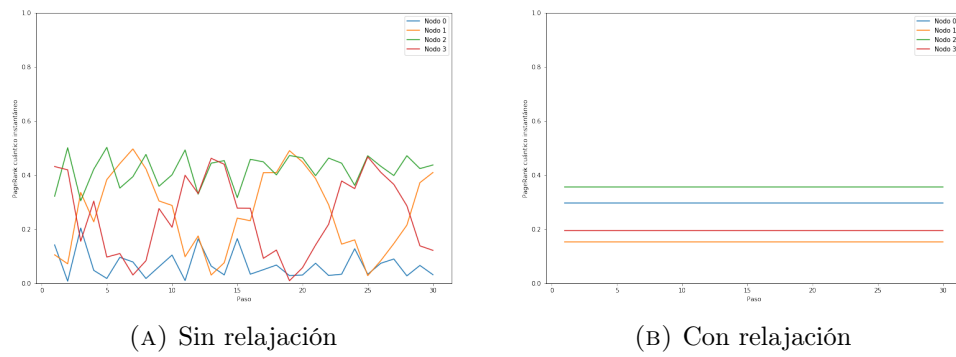 1.0
0.8
0.6
0.4
0.2
0.0
PageRank cuántico instantáneo
0 5 10 15 20 25 30
Paso
Nodo 0
Nodo 1
Nodo 2
Nodo 3
(A) Sin relajación
1.0
0.8
0.6
0.4
0.2
0.0
PageRank cuántico instantáneo
0 5 10 15 20 25 30
Paso
Nodo 0
Nodo 1
Nodo 2
Nodo 3
(B) Con relajación